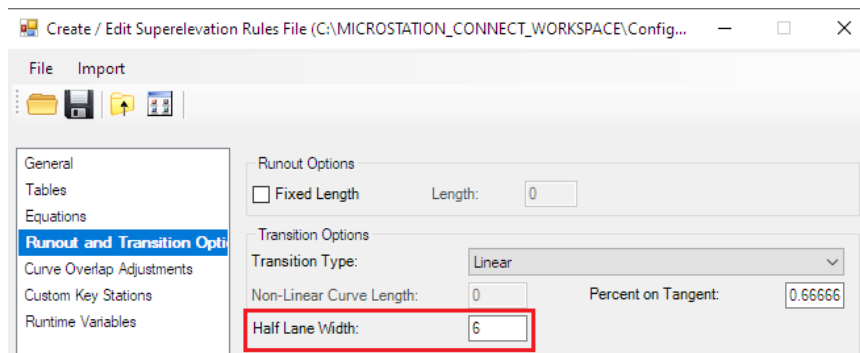 Create / Edit Superelevation Rules File (C:\MICROSTATION_CONNECT_WORKSPACE\Config...
File Import
General
Tables
Equations
Runout and Transition Opti
Curve Overlap Adjustments
Custom Key Stations
Runtime Variables
Runout Options
Fixed Length Length: 0
Transition Options
Transition Type: Linear
Non-Linear Curve Length: 0 Percent on Tangent: 0.66666
Half Lane Width: 6